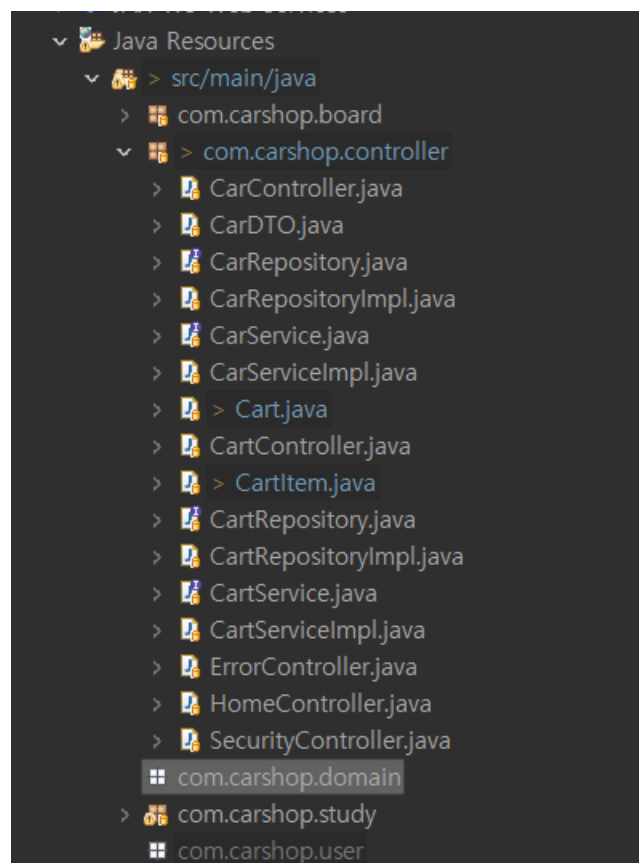 Java Resources
> src/main/java
com.carshop.board
> com.carshop.controller
CarController.java
CarDTO.java
CarRepository.java
CarRepositoryImpl.java
CarService.java
CarServiceImpl.java
> Cart.java
CartController.java
> CartItem.java
CartRepository.java
CartRepositoryImpl.java
CartService.java
CartServiceImpl.java
ErrorController.java
HomeController.java
SecurityController.java
com.carshop.domain
com.carshop.study
com.carshop.user